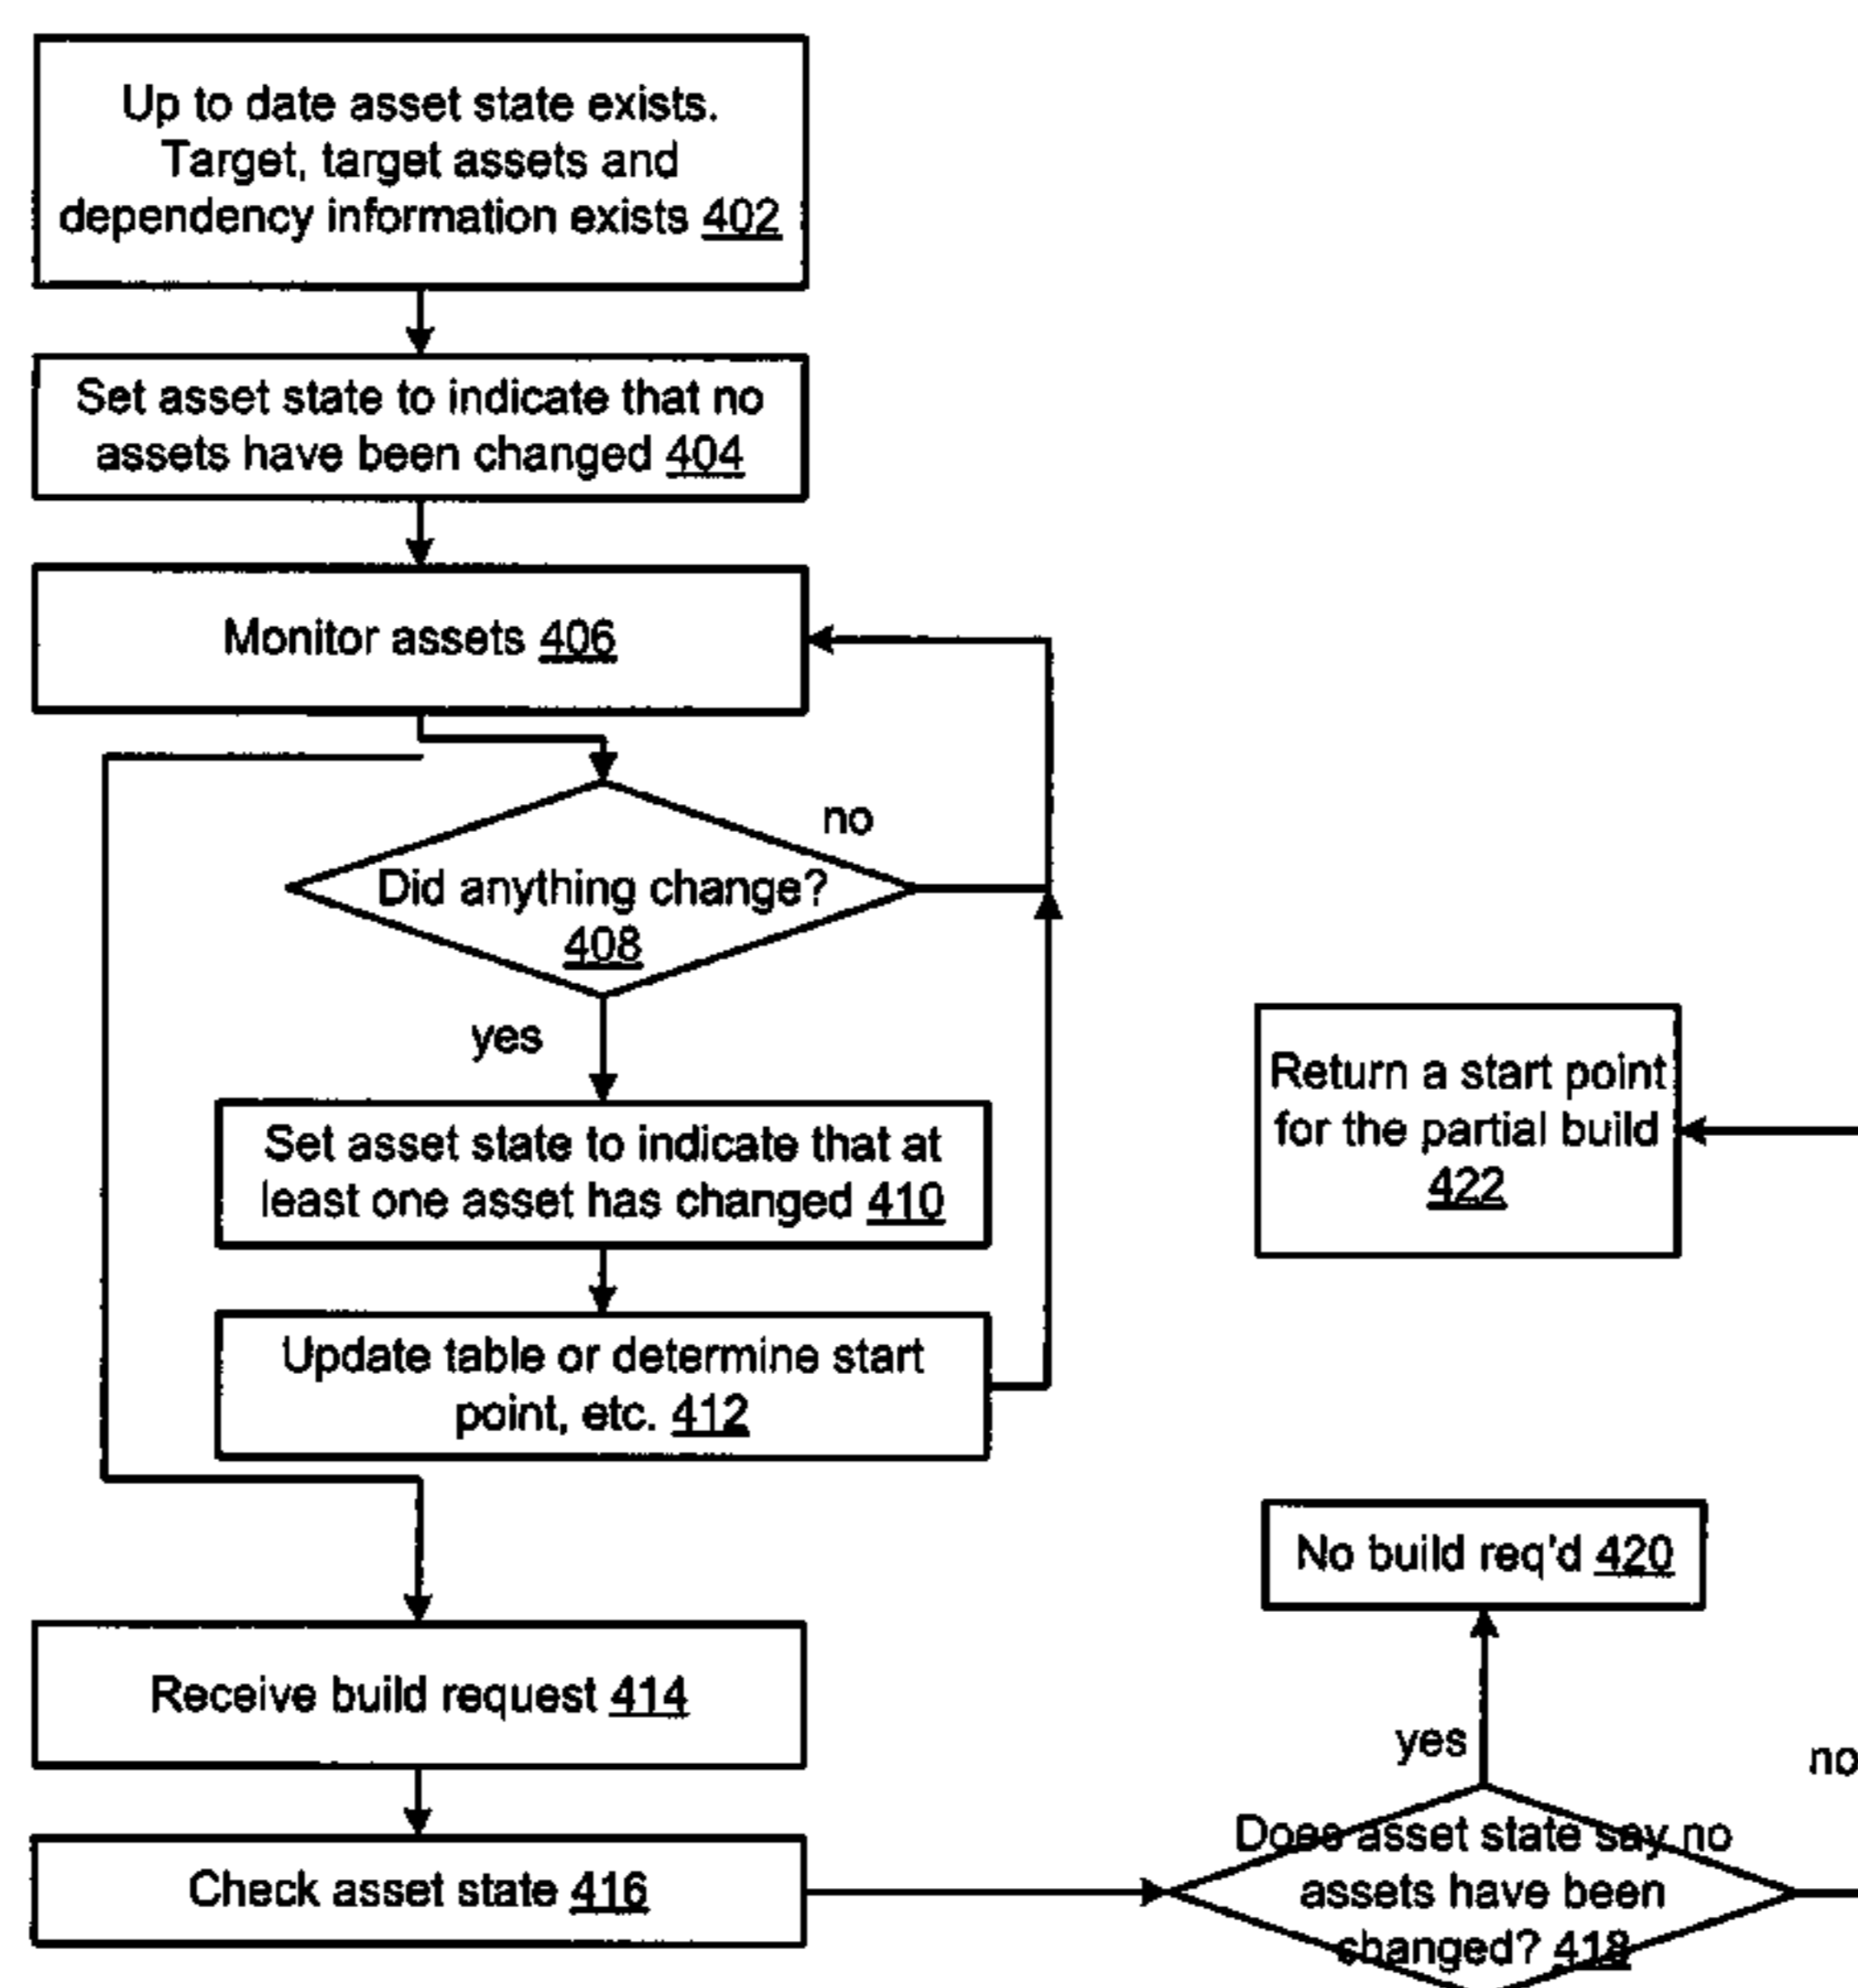 Up to date asset state exists.
Target, target assets and
dependency information exists 402
Set asset state to indicate that no
assets have been changed 404
Monitor assets 406
no
Did anything change?
408
yes
Set asset state to indicate that at
least one asset has changed 410
Update table or determine start
point, etc. 412
Receive build request 414
Check asset state 416
Return a start point
for the partial build
422
No build req'd 420
yes
no
Does asset state say no
assets have been
changed? 418